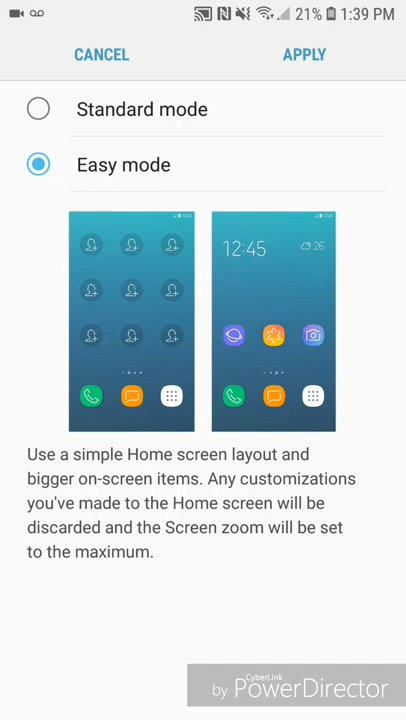 21% 1:39 PM
CANCEL APPLY
Standard mode
Easy mode
12:45 26°
Use a simple Home screen layout and
bigger on-screen items. Any customizations
you've made to the Home screen will be
discarded and the Screen zoom will be set
to the maximum.
CyberLink
by PowerDirector